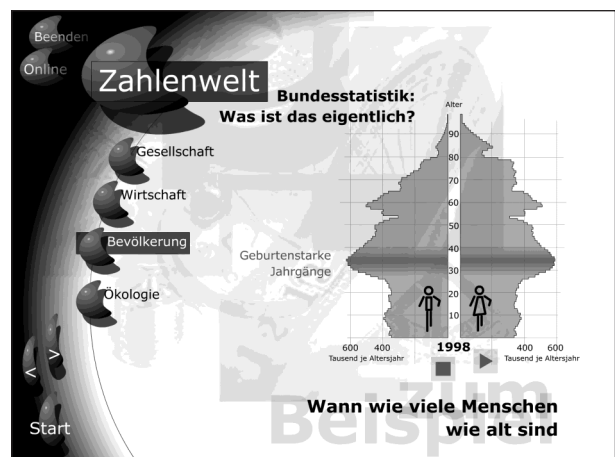 Beenden
Online
Zahlenwelt
Bundesstatistik:
Was ist das eigentlich?
Gesellschaft
Wirtschaft
Bevölkerung
Ökologie
<
>
Start
Alter
90
80
70
60
50
40
30
20
10
Geburtenstarke
Jahrgänge
600 400 1998 400 600
Tausend je Altersjahr Tausend je Altersjahr
zum
Beispiel
Wann wie viele Menschen
wie alt sind